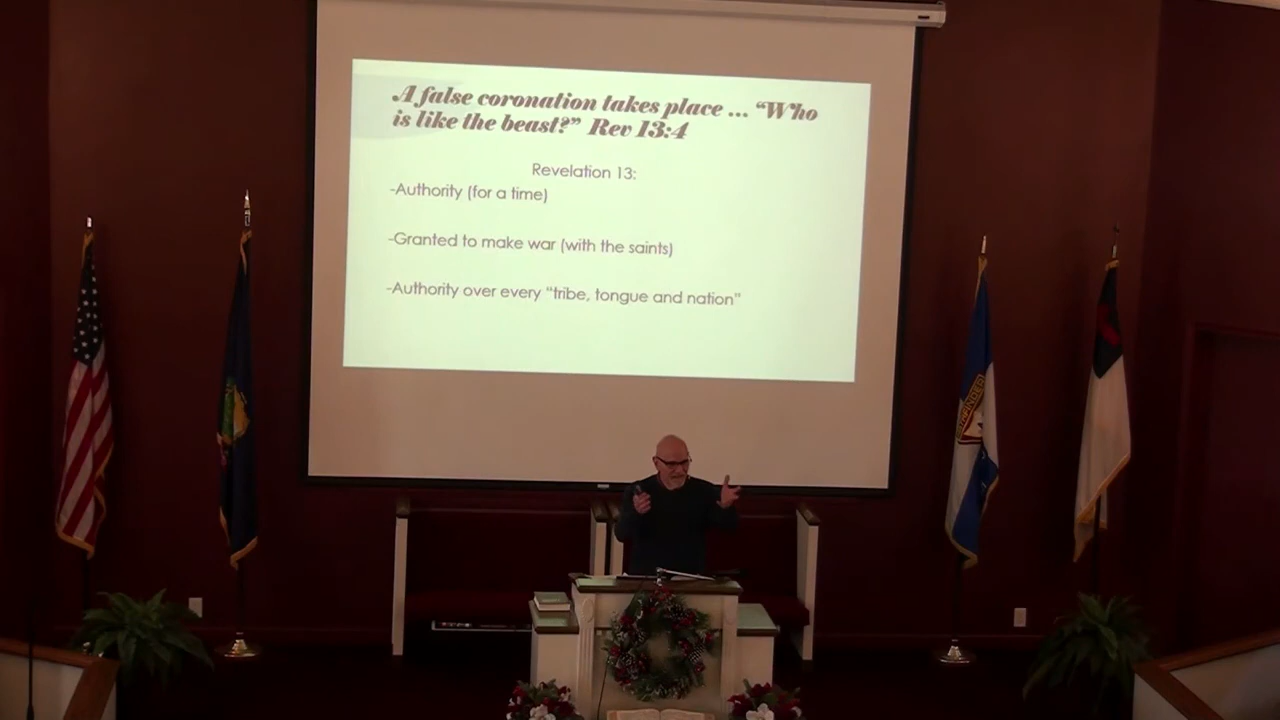 A false coronation takes place ... “Who
is like the beast?” Rev 13:4
Revelation 13:
-Authority (for a time)
-Granted to make war (with the saints)
-Authority over every “tribe, tongue and nation”